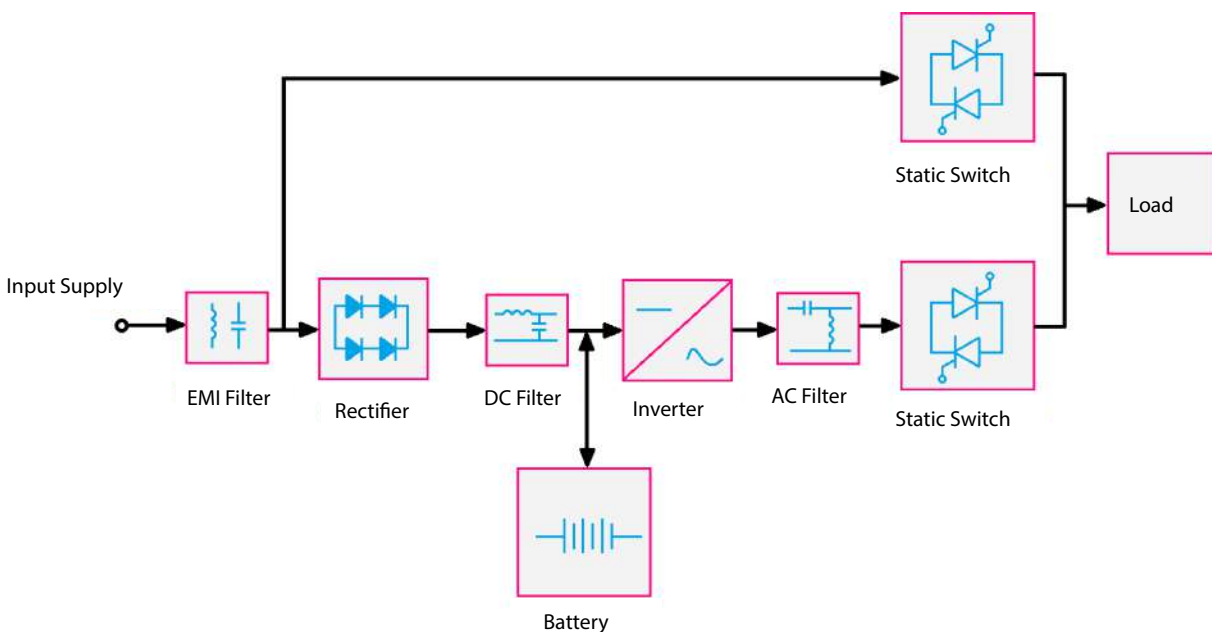 Static Switch
Load
Input Supply
EMI Filter
Rectifier
DC Filter
Inverter
AC Filter
Static Switch
Battery